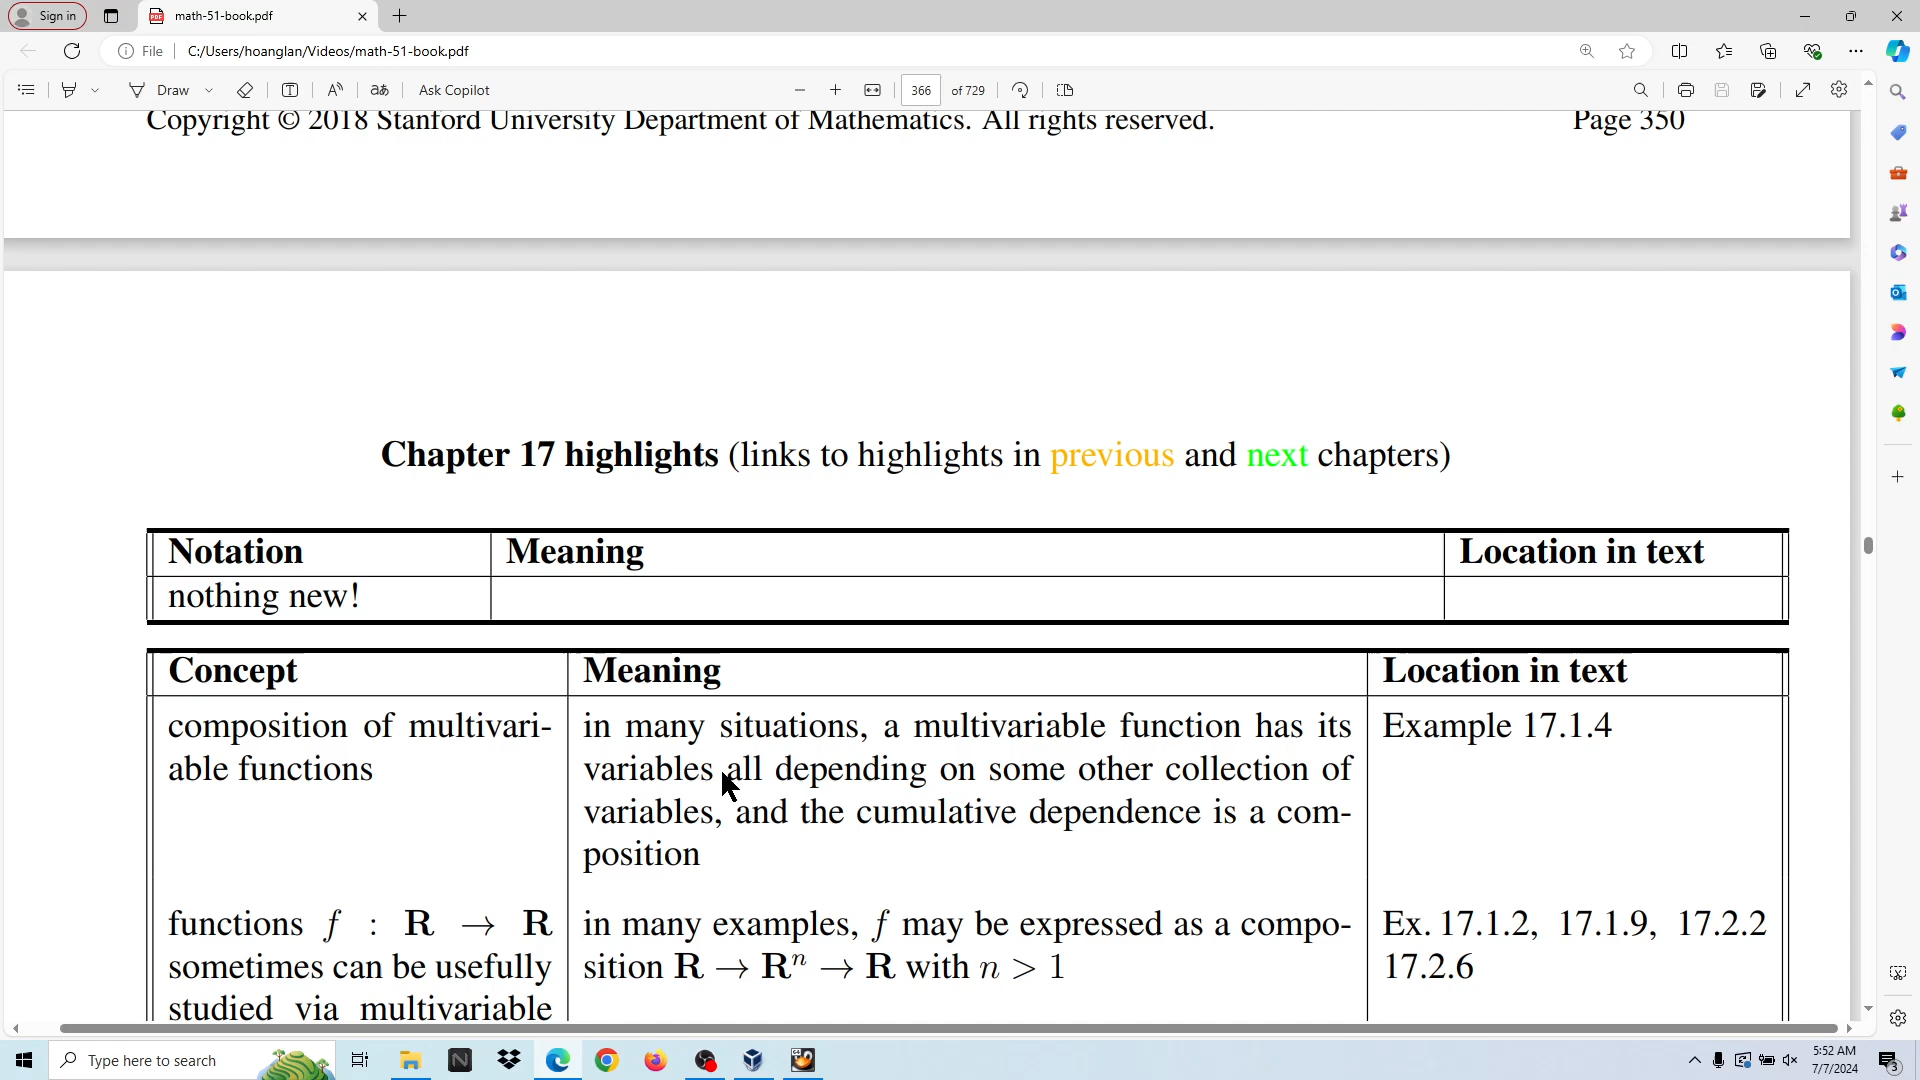 Sign in
math-51-book.pdf
File
C:/Users/hoanglan/Videos/math-51-book.pdf
Draw
Ask Copilot
366 of 729
Copyright © 2018 Stanford University Department of Mathematics. All rights reserved. Page 350
Chapter 17 highlights (links to highlights in previous and next chapters)
Notation Meaning Location in text
nothing new!
Concept Meaning Location in text
composition of multivari- in many situations, a multivariable function has its Example 17.1.4
able functions variables all depending on some other collection of
variables, and the cumulative dependence is a com-
position
functions f : R → R in many examples, f may be expressed as a compo- Ex. 17.1.2, 17.1.9, 17.2.2
sometimes can be usefully sition R → Rⁿ → R with n > 1 17.2.6
studied via multivariable
Type here to search
5:52 AM
7/7/2024
3